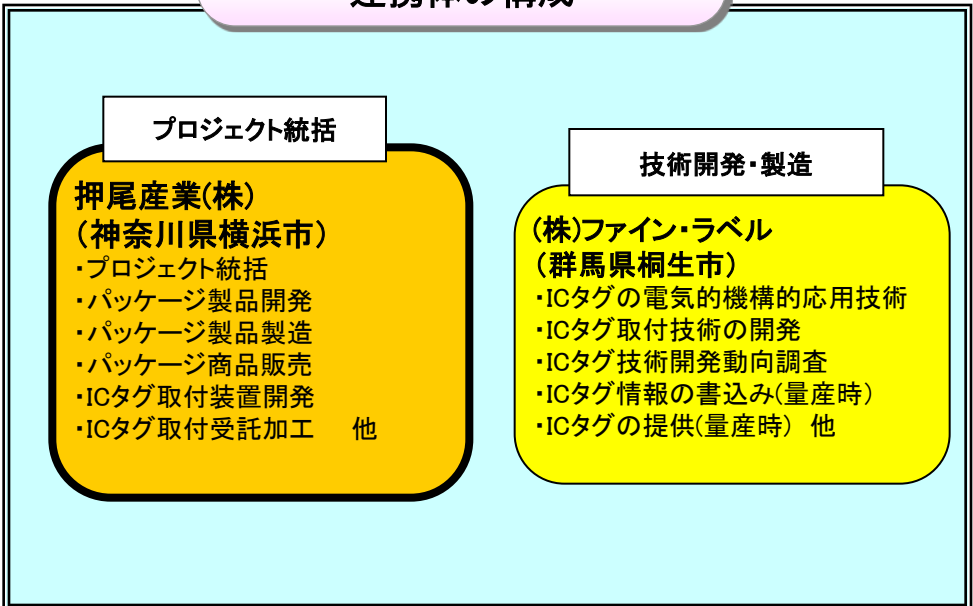 連携体の構成
プロジェクト統括
押尾産業(株)
（神奈川県横浜市）
・プロジェクト統括
・パッケージ製品開発
・パッケージ製品製造
・パッケージ商品販売
・ICタグ取付装置開発
・ICタグ取付受託加工　他
技術開発・製造
(株)ファイン・ラベル
（群馬県桐生市）
・ICタグの電気的機構的応用技術
・ICタグ取付技術の開発
・ICタグ技術開発動向調査
・ICタグ情報の書込み(量産時）
・ICタグの提供(量産時） 他